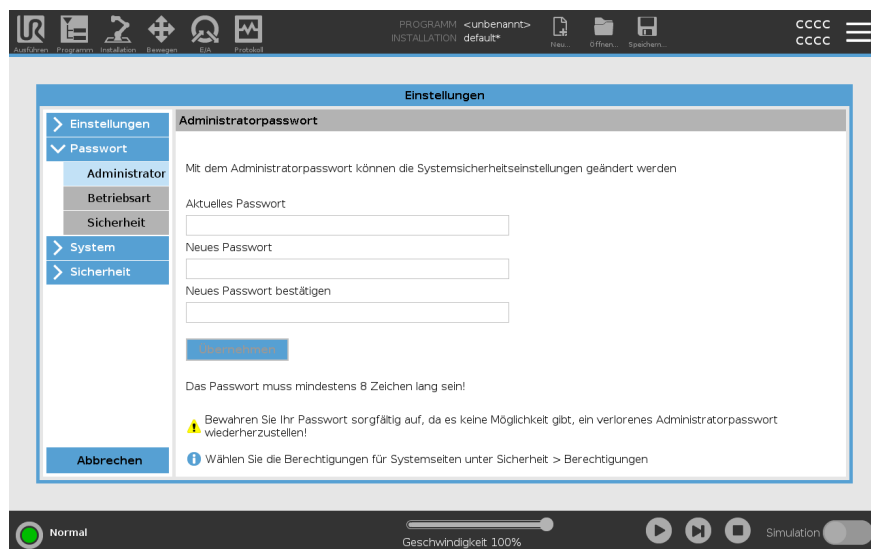 PROGRAMM <unbenannt>
INSTALLATION default*
CCCC
CCCC
Ausführen Programm Installation Bewegen E/A Protokoll Neu... Öffnen... Speichern...
Einstellungen
Einstellungen
Passwort
Administrator
Betriebsart
Sicherheit
System
Sicherheit
Abbrechen
Administratorpasswort
Mit dem Administratorpasswort können die Systemsicherheitseinstellungen geändert werden
Aktuelles Passwort
Neues Passwort
Neues Passwort bestätigen
Übernehmen
Das Passwort muss mindestens 8 Zeichen lang sein!
Bewahren Sie Ihr Passwort sorgfältig auf, da es keine Möglichkeit gibt, ein verlorenes Administratorpasswort
wiederherzustellen!
Wählen Sie die Berechtigungen für Systemseiten unter Sicherheit > Berechtigungen
Normal
Geschwindigkeit 100%
Simulation